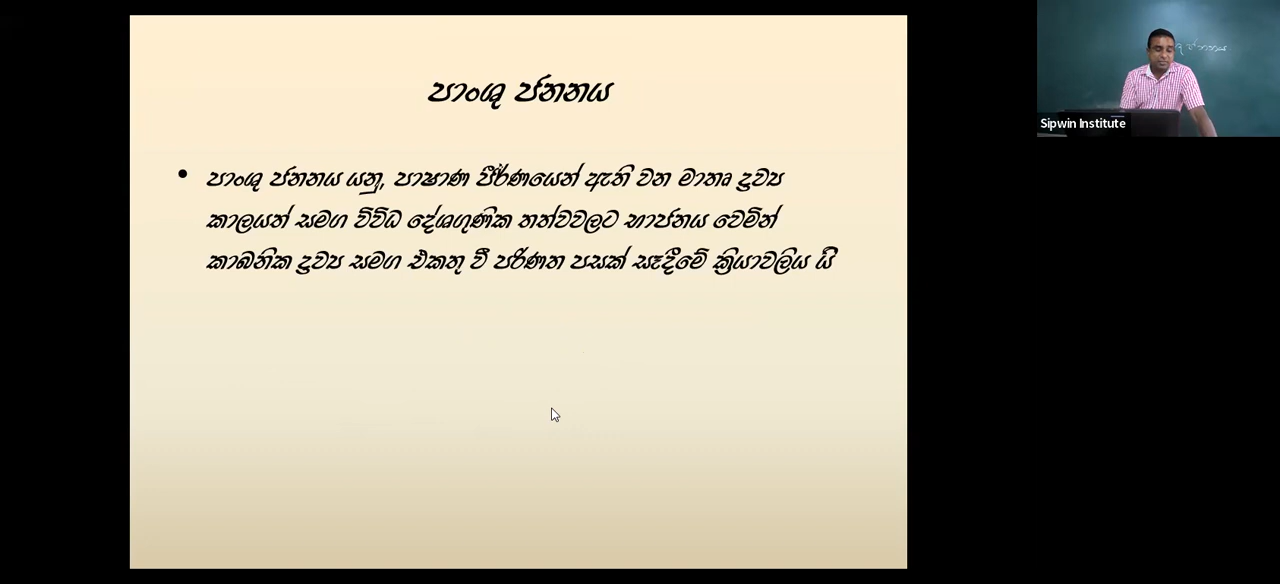 පාංශු ජනනය
• පාංශු ජනනය යනු, පාෂාණ ජීර්ණයෙන් ඇති වන මාතෘ ද්‍රව්‍ය
කාලයත් සමග විවිධ දේශගුණික තත්වවලට භාජනය වෙමින්
කාබනික ද්‍රව්‍ය සමග එකතු වී පරිණත පසක් සෑදීමේ ක්‍රියාවලිය යි
ජනනය
Sipwin Institute